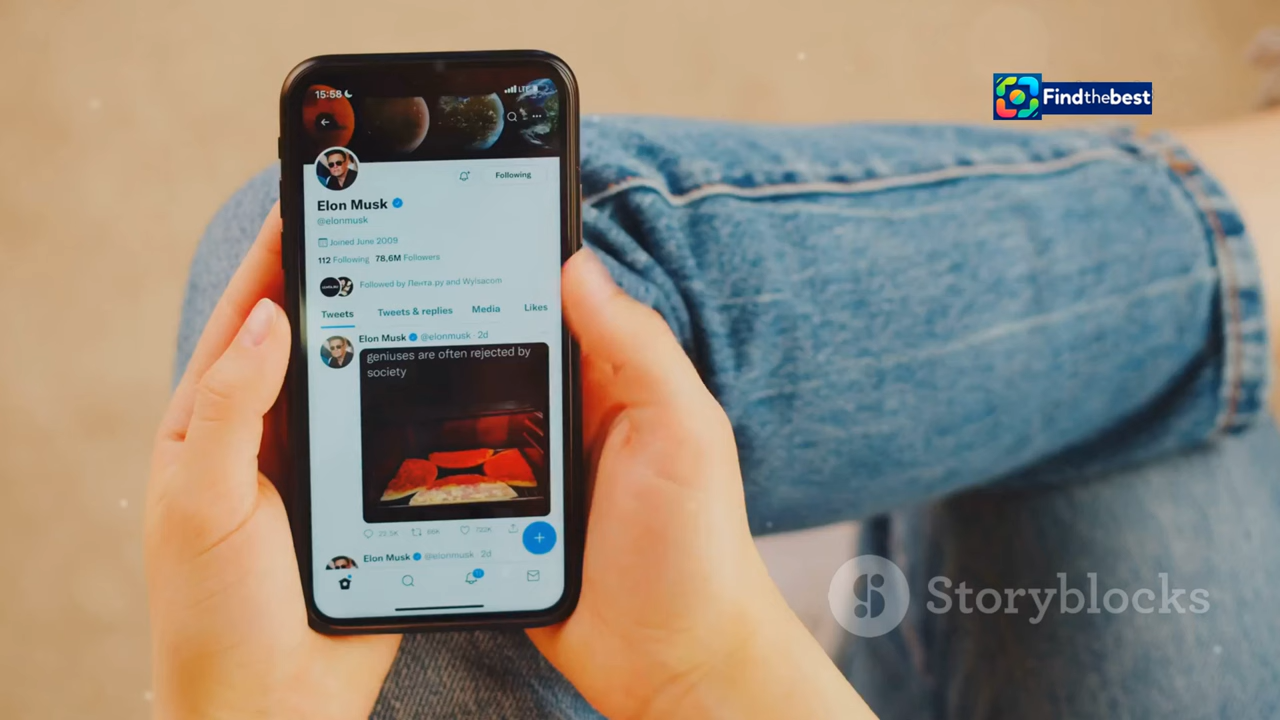 15:58
LTE
Findthebest
Following
Elon Musk
@elonmusk
Joined June 2009
112 Following 78,6M Followers
Followed by Лента.ру and Wylsacom
Tweets Tweets & replies Media Likes
Elon Musk @elonmusk · 2d
geniuses are often rejected by
society
Elon Musk @elonmusk · 2d
Storyblocks